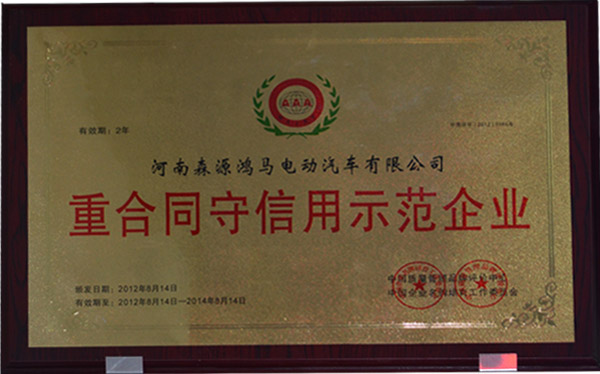 AAA
有效期：2年
河南森源鸿马电动汽车有限公司
重合同守信用示范企业
颁发日期：2012年8月14日
有效期至：2012年8月14日—2014年8月14日